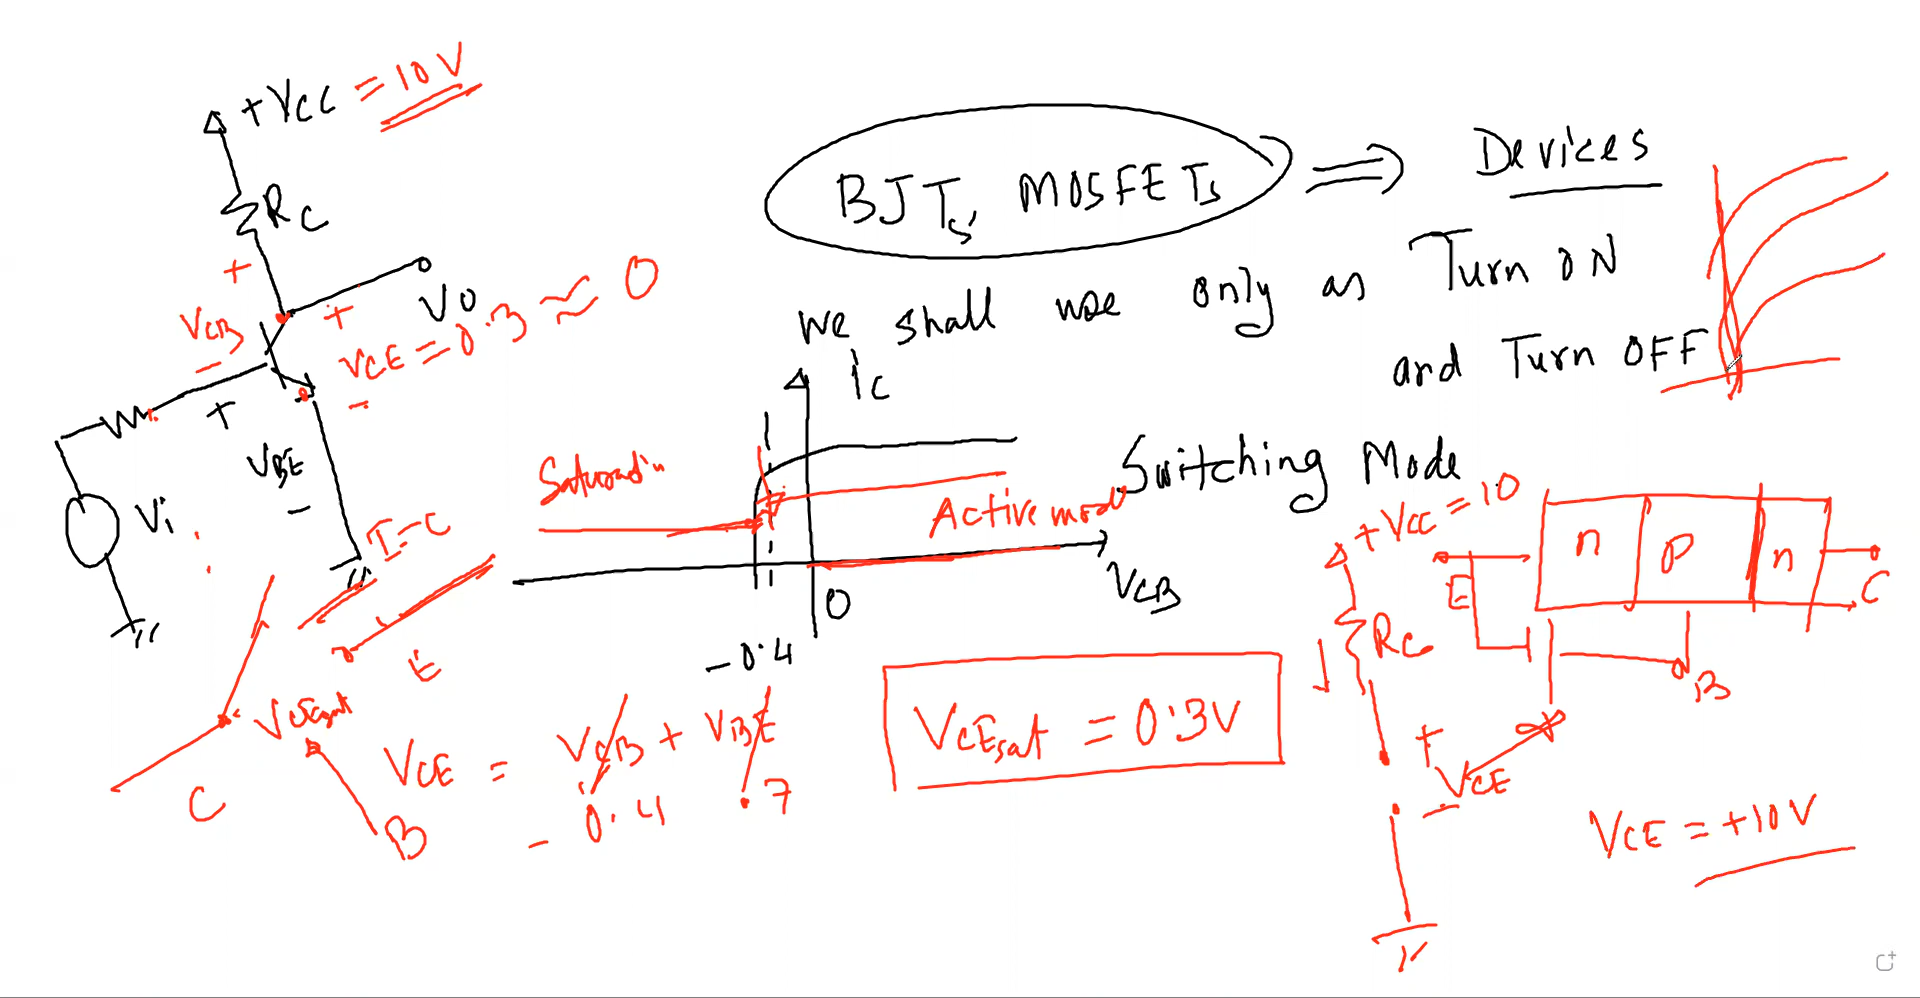 +VCC = 10V
RC
+
VCB
-
+
VO
VCE = 0.3 ≈ 0
-
+
VBE
-
Vi
BJTs, MOSFETs ⇒ Devices
We shall use only as Turn ON
and Turn OFF
Switching Mode
iC
Active mode
VCB
0
-0.4
E
VCEsat
C
B
VCE = VCB + VBE
-0.4 .7
VCEsat = 0.3V
+VCC = 10
RC
+
VCE
-
n p n
E
C
B
VCE = +10V